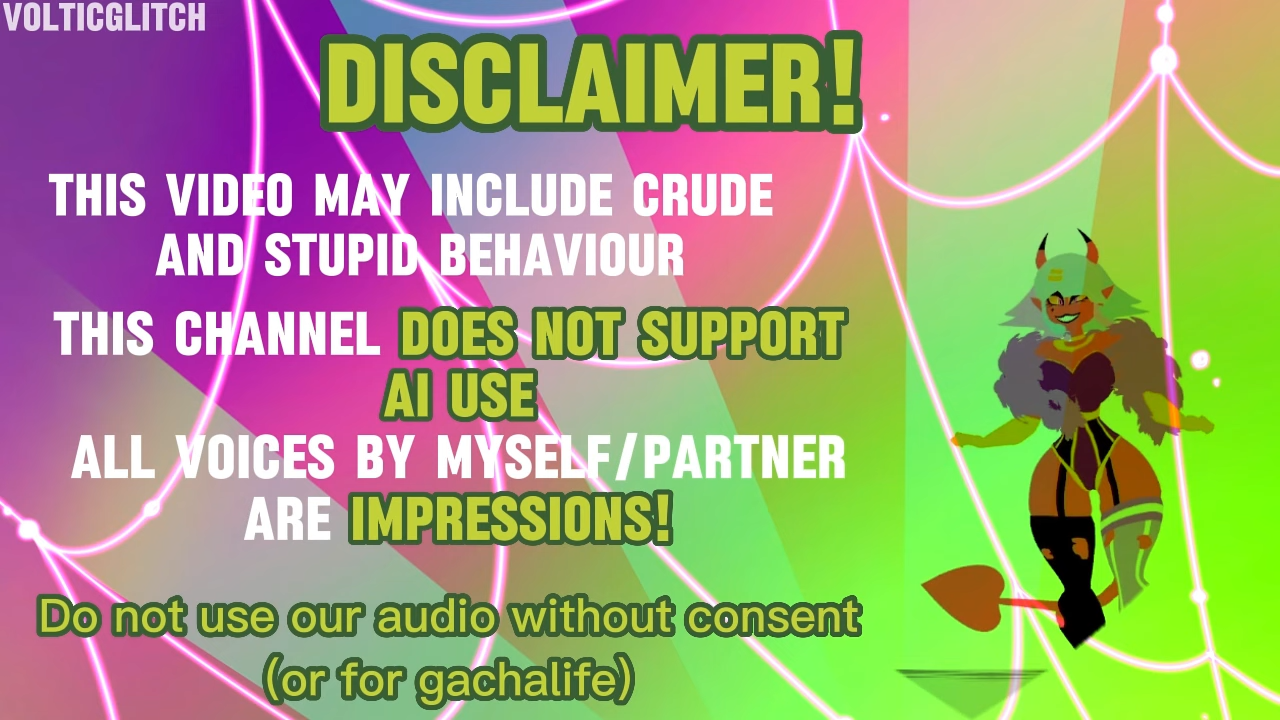 VOLTICGLITCH
DISCLAIMER!
THIS VIDEO MAY INCLUDE CRUDE
AND STUPID BEHAVIOUR
THIS CHANNEL DOES NOT SUPPORT
AI USE
ALL VOICES BY MYSELF/PARTNER
ARE IMPRESSIONS!
Do not use our audio without consent
(or for gachalife)